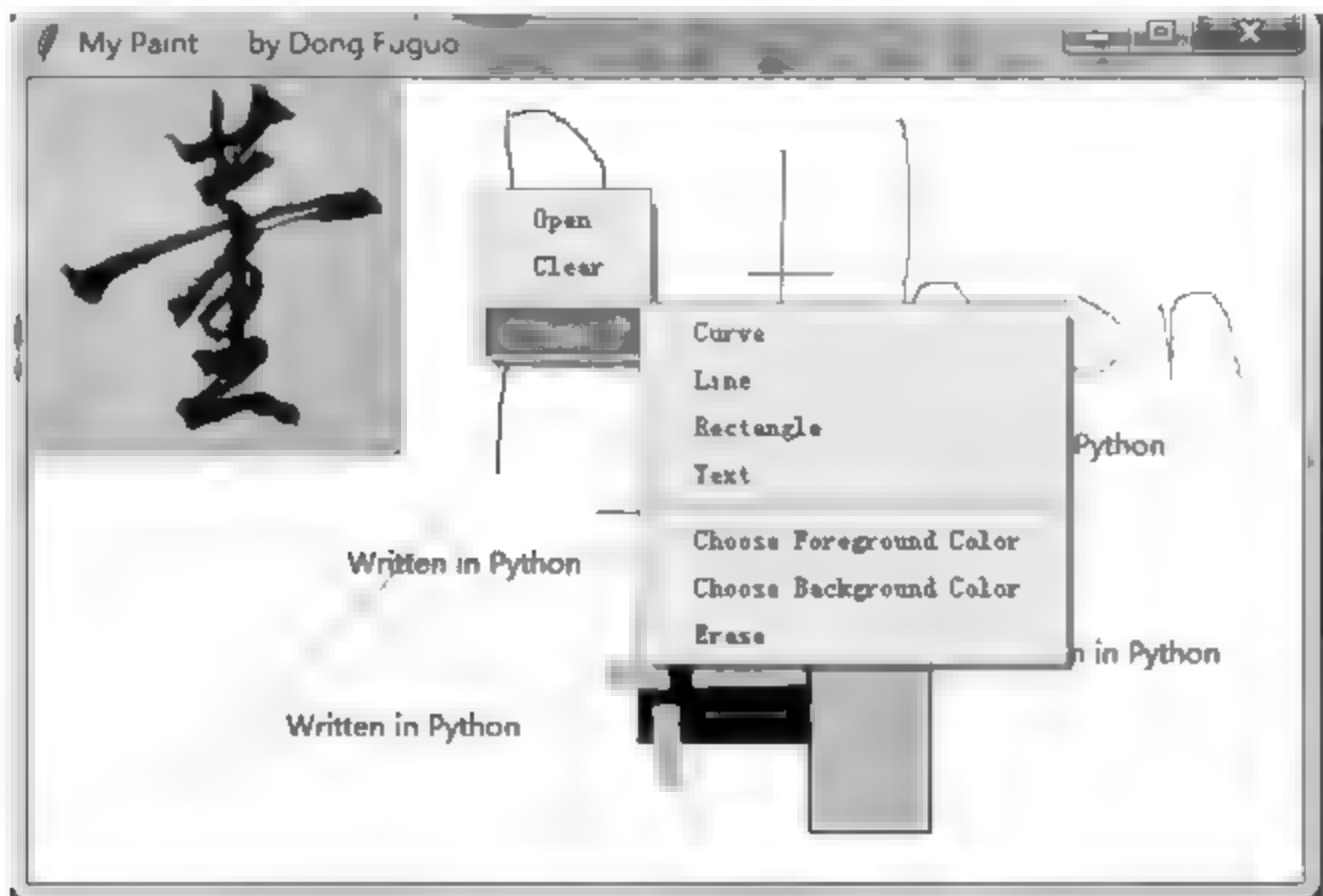 My Paint by Dong Fuguo
董
Open
Clear
Curve
Line
Rectangle
Text
Python
Choose Foreground Color
Written in Python
Choose Background Color
Erase
in Python
Written in Python